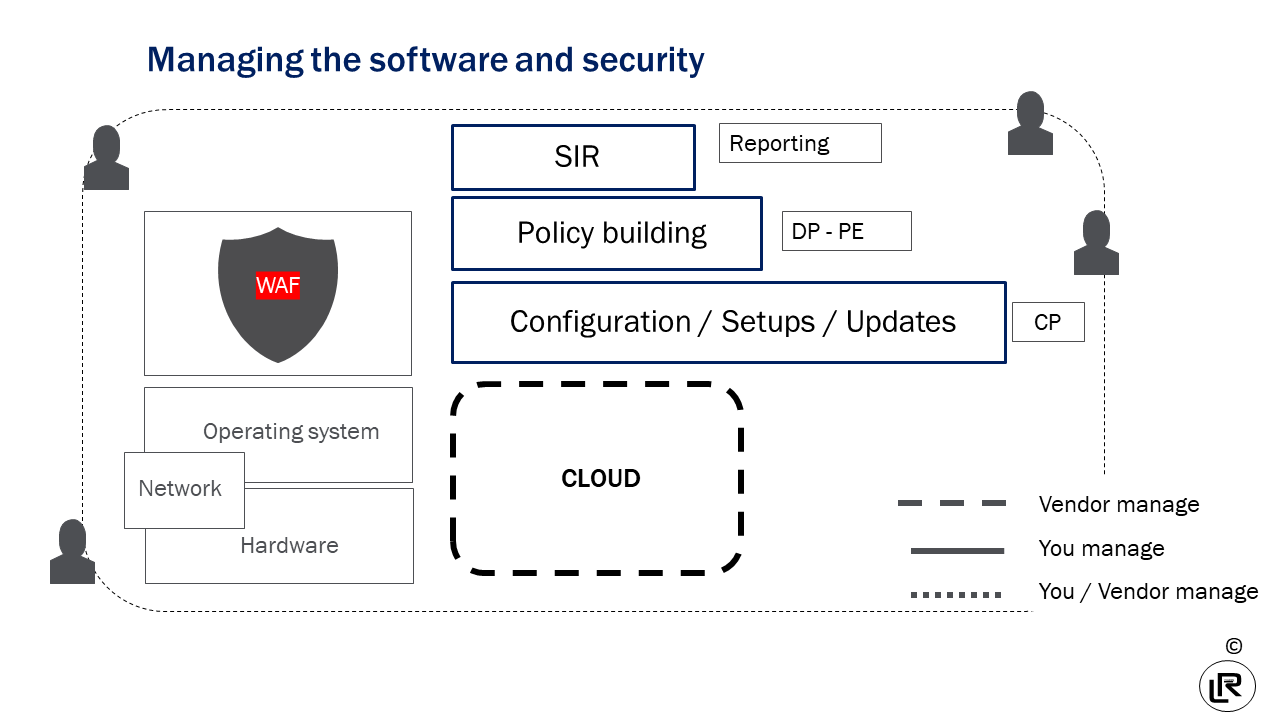 Managing the software and security
SIR
Reporting
Policy building
DP - PE
WAF
Configuration / Setups / Updates
CP
Operating system
CLOUD
Network
Hardware
Vendor manage
You manage
You / Vendor manage
©
LR